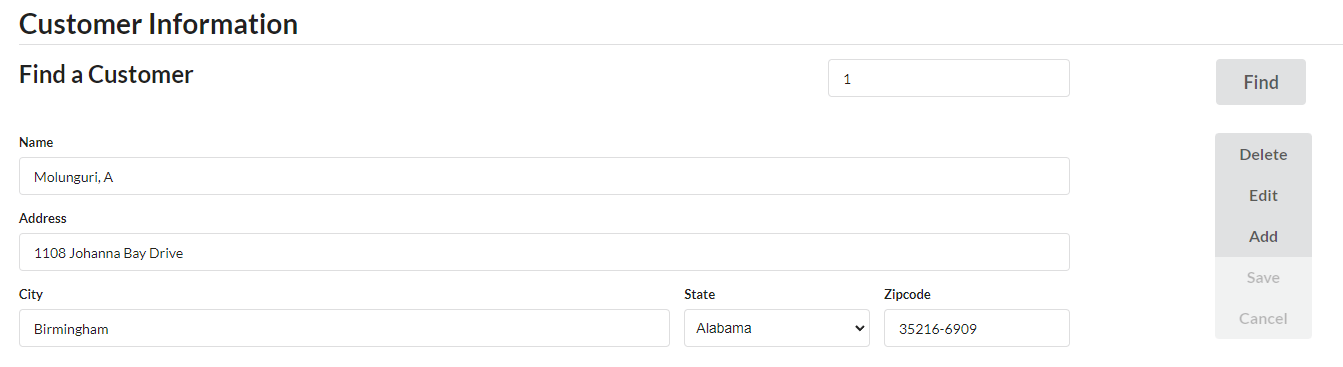 Customer Information
Find a Customer
1
Find
Name
Molunguri, A
Delete
Edit
Address
Add
1108 Johanna Bay Drive
Save
City State Zipcode
Cancel
Birmingham Alabama 35216-6909